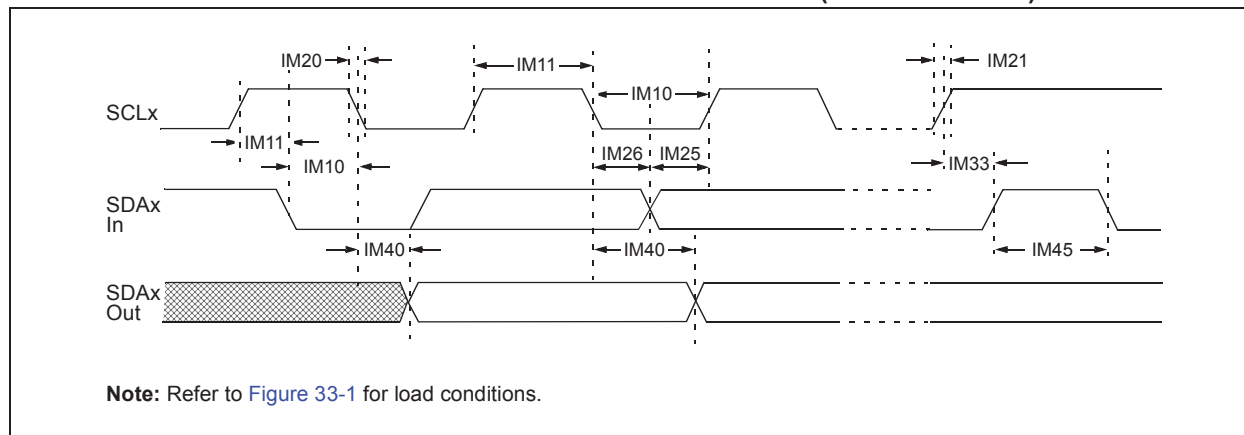 IM20
IM11
IM21
SCLx
IM10
IM11
IM10
IM26
IM25
IM33
SDAx
In
IM40
IM40
IM45
SDAx
Out
Note: Refer to Figure 33-1 for load conditions.